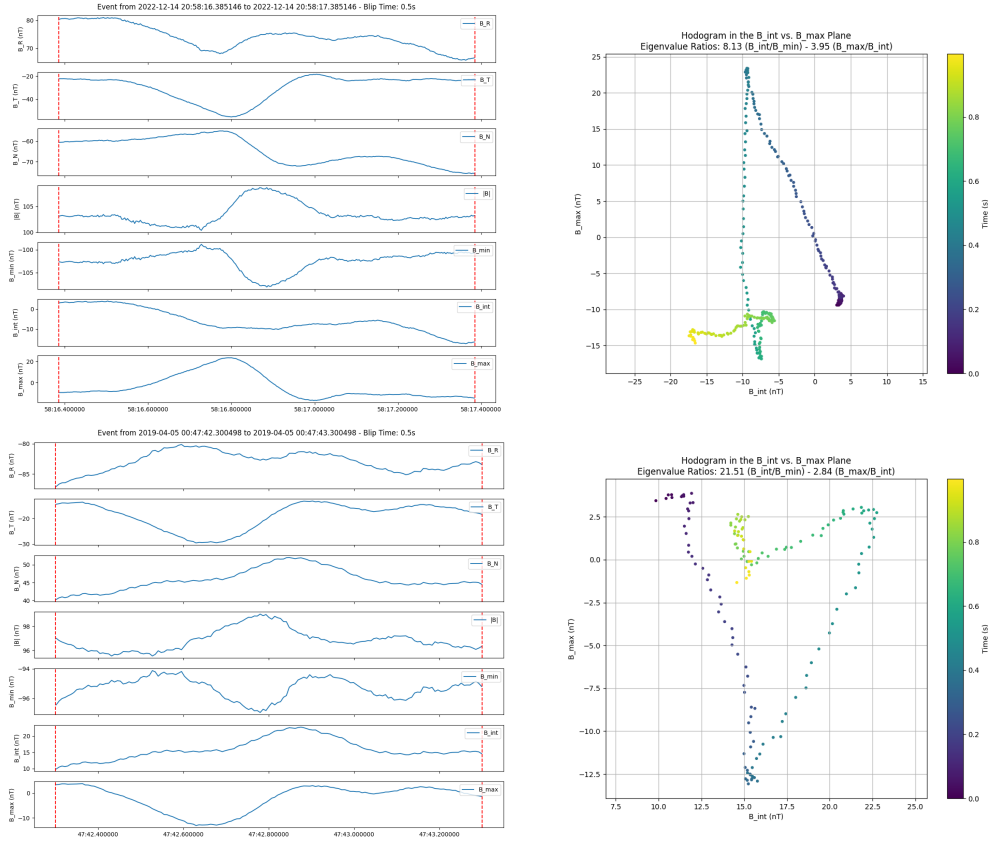 Event from 2022-12-14 20:58:16.385146 to 2022-12-14 20:58:17.385146 - Blip Time: 0.5s
80
70
B_R (nT)
B_R
−20
−40
B_T (nT)
B_T
−60
−70
B_N (nT)
B_N
105
100
|B| (nT)
|B|
−100
−105
B_min (nT)
B_min
0
−10
B_int (nT)
B_int
20
0
B_max (nT)
B_max
58:16.400000 58:16.600000 58:16.800000 58:17.000000 58:17.200000 58:17.400000
Hodogram in the B_int vs. B_max Plane
Eigenvalue Ratios: 8.13 (B_int/B_min) - 3.95 (B_max/B_int)
25
20
15
10
5
0
−5
−10
−15
B_max (nT)
−25 −20 −15 −10 −5 0 5 10 15
B_int (nT)
0.8
0.6
0.4
0.2
0.0
Time (s)
Event from 2019-04-05 00:47:42.300498 to 2019-04-05 00:47:43.300498 - Blip Time: 0.5s
−80
−85
−90
B_R (nT)
B_R
−20
−30
B_T (nT)
B_T
50
45
40
B_N (nT)
B_N
98
96
|B| (nT)
|B|
−94
−96
B_min (nT)
B_min
20
15
10
B_int (nT)
B_int
0
−10
B_max (nT)
B_max
47:42.400000 47:42.600000 47:42.800000 47:43.000000 47:43.200000
Hodogram in the B_int vs. B_max Plane
Eigenvalue Ratios: 21.51 (B_int/B_min) - 2.84 (B_max/B_int)
2.5
0.0
−2.5
−5.0
−7.5
−10.0
−12.5
B_max (nT)
7.5 10.0 12.5 15.0 17.5 20.0 22.5 25.0
B_int (nT)
0.8
0.6
0.4
0.2
0.0
Time (s)